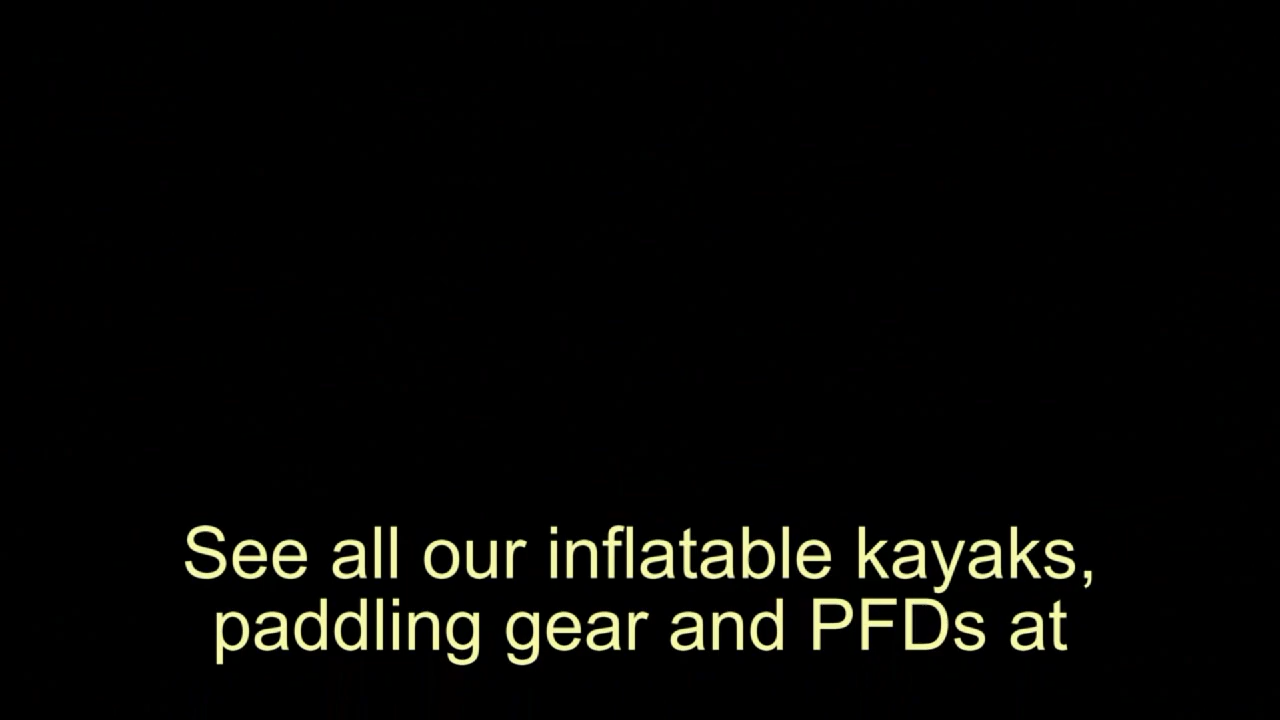 See all our inflatable kayaks,
paddling gear and PFDs at